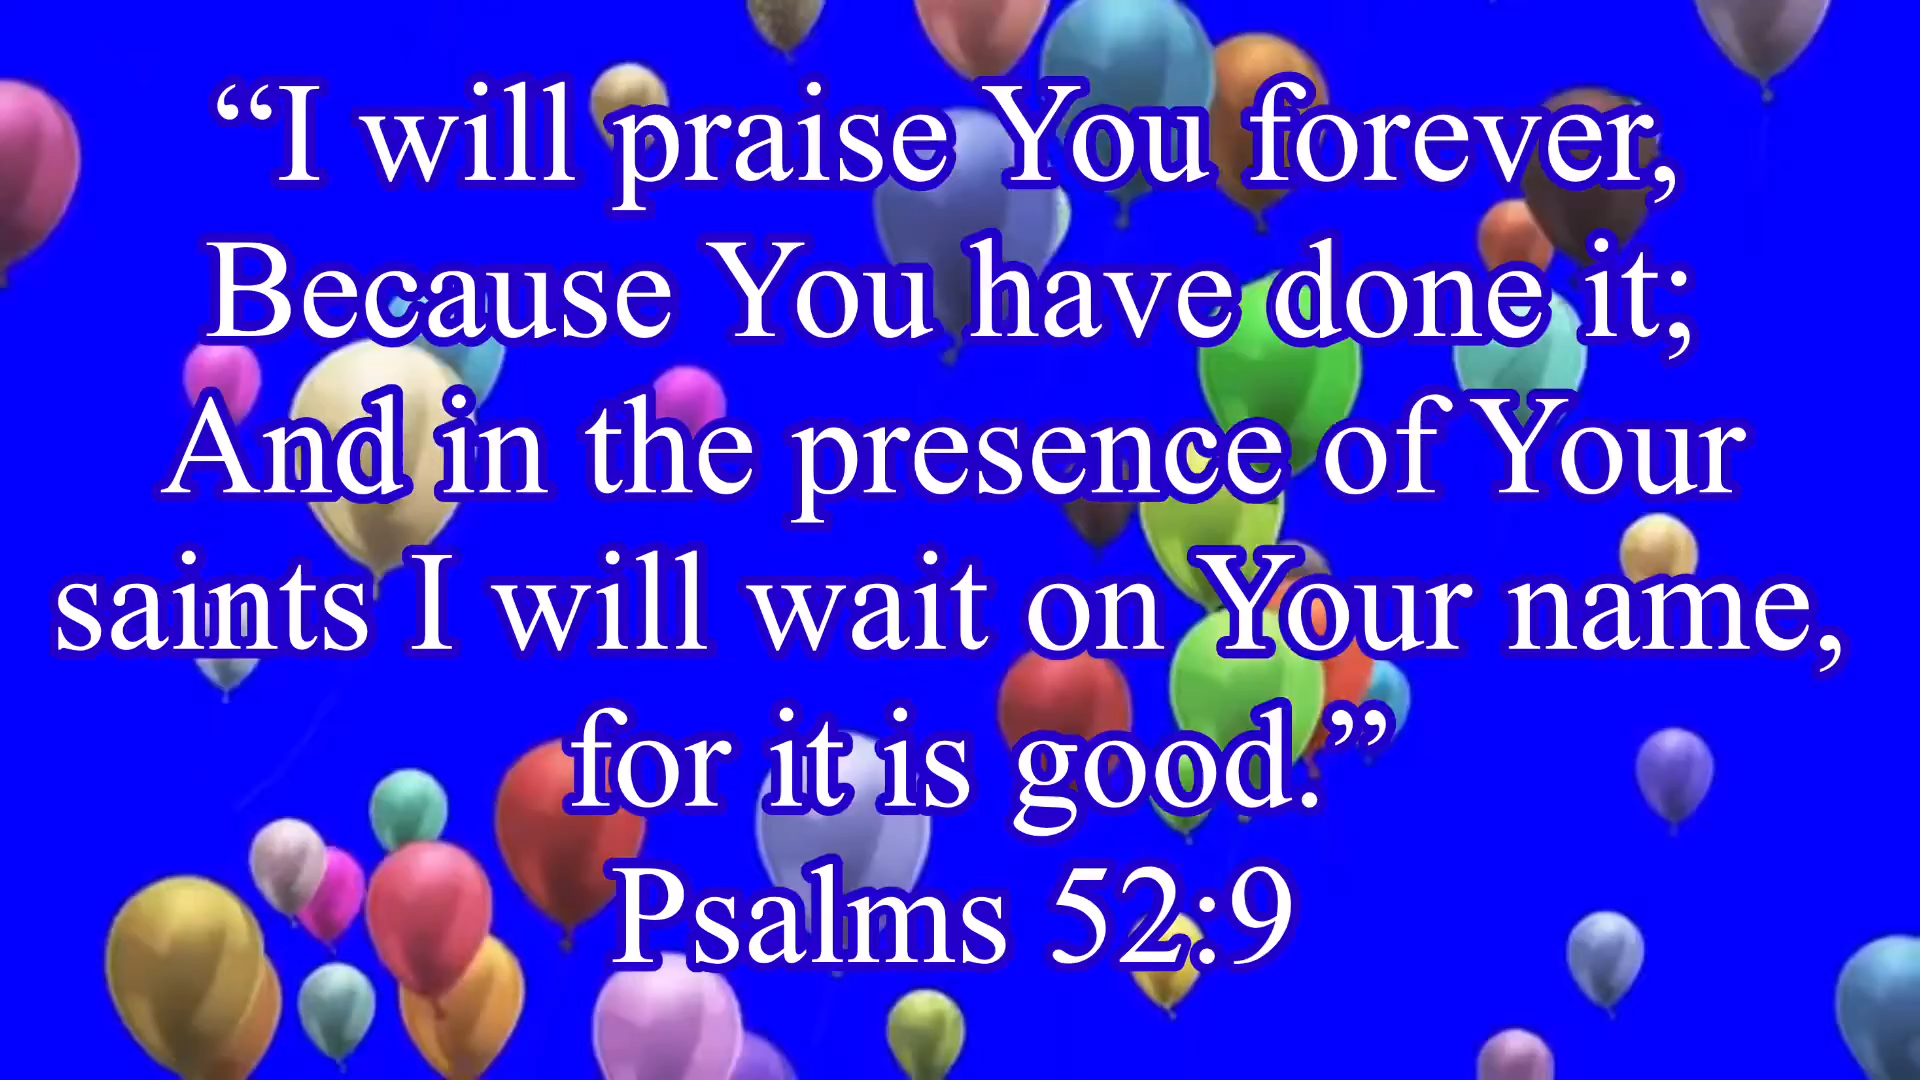 “I will praise You forever,
Because You have done it;
And in the presence of Your
saints I will wait on Your name,
for it is good.”
Psalms 52:9